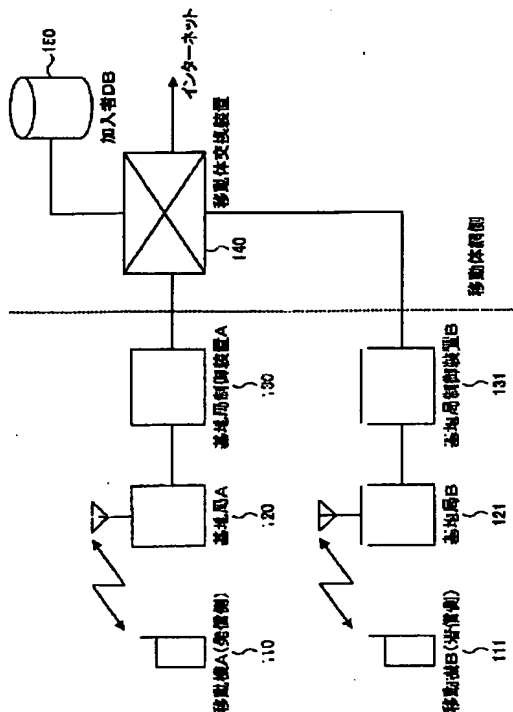 加入者DB
150
インターネット
移動体交換装置
140
移動体網側
基地局制御装置A
130
基地局制御装置B
131
基地局A
120
基地局B
121
移動機A(発信側)
110
移動機B(着信側)
111